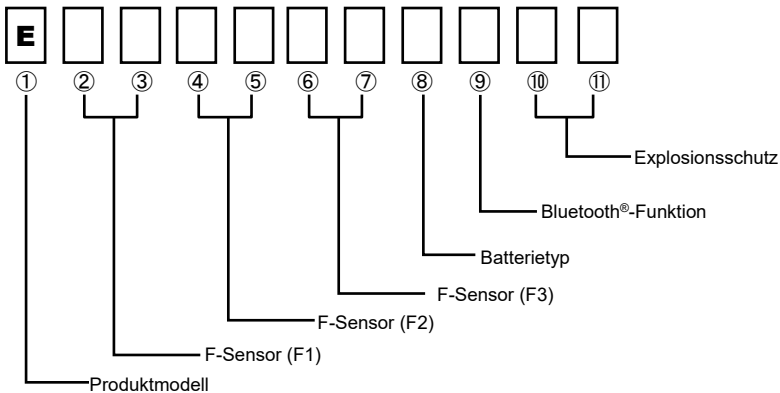 E
① ② ③ ④ ⑤ ⑥ ⑦ ⑧ ⑨ ⑩ ⑪
Explosionsschutz
Bluetooth®-Funktion
Batterietyp
F-Sensor (F3)
F-Sensor (F2)
F-Sensor (F1)
Produktmodell